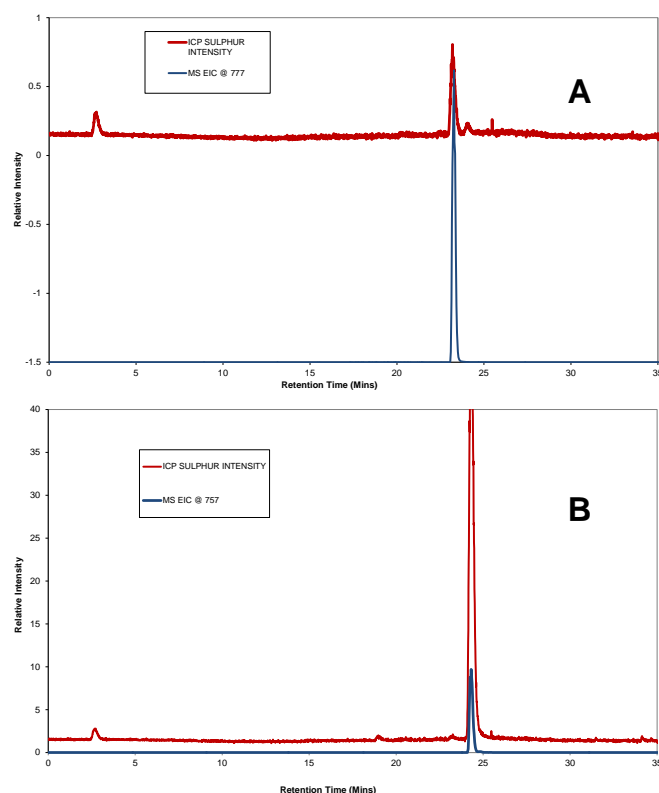 1
ICP SULPHUR
INTENSITY
MS EIC @ 777
A
0.5
0
-0.5
-1
-1.5
Relative Intensity
0 5 10 15 20 25 30 35
Retention Time (Mins)
40
ICP SULPHUR INTENSITY
MS EIC @ 757
B
35
30
25
20
15
10
5
0
Relative Intensity
0 5 10 15 20 25 30 35
Retention Time (Mins)